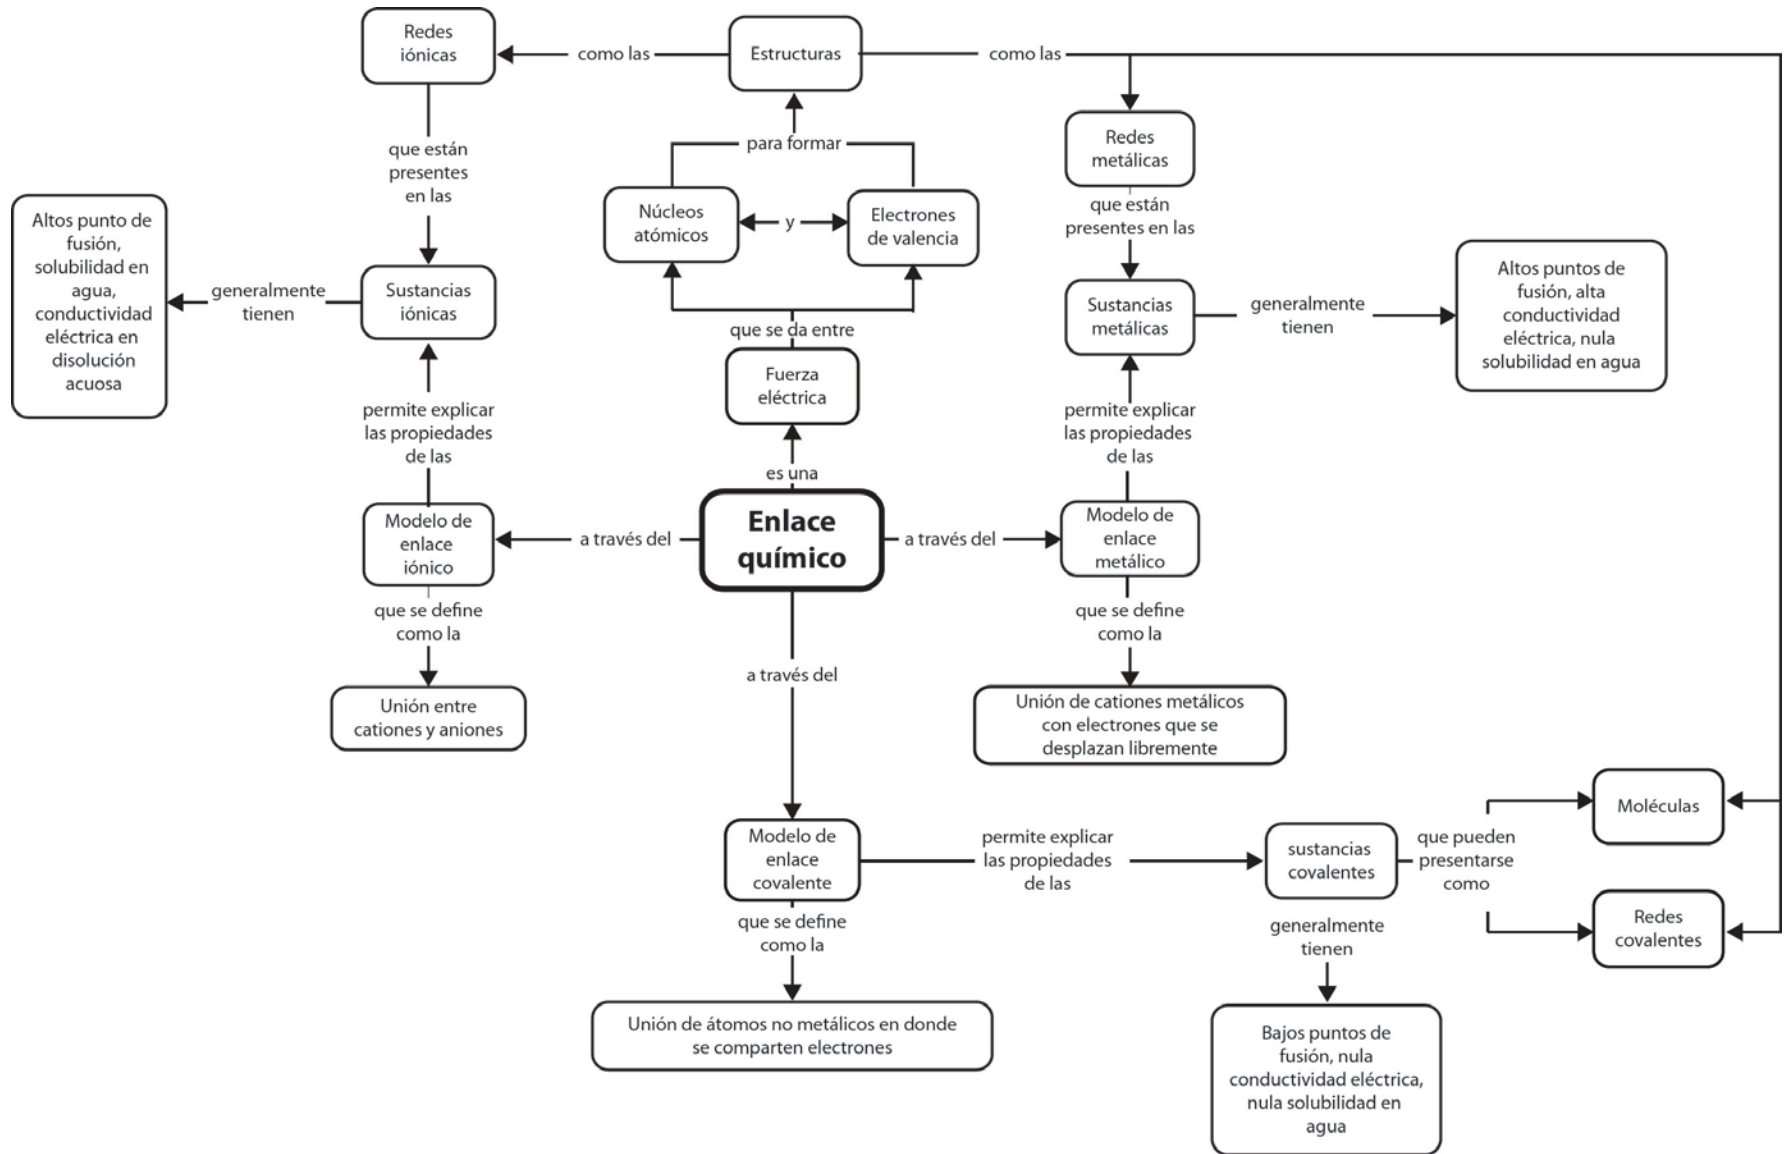 Redes
iónicas
como las
Estructuras
como las
que están
presentes
en las
para formar
Redes
metálicas
Núcleos
atómicos
y
Electrones
de valencia
que están
presentes en las
Altos punto de
fusión,
solubilidad en
agua,
conductividad
eléctrica en
disolución
acuosa
generalmente
tienen
Sustancias
iónicas
que se da entre
Sustancias
metálicas
generalmente
tienen
Altos puntos de
fusión, alta
conductividad
eléctrica, nula
solubilidad en agua
Fuerza
eléctrica
permite explicar
las propiedades
de las
permite explicar
las propiedades
de las
es una
Modelo de
enlace
iónico
a través del
Enlace
químico
a través del
Modelo de
enlace
metálico
que se define
como la
que se define
como la
a través del
Unión entre
cationes y aniones
Unión de cationes metálicos
con electrones que se
desplazan libremente
Modelo de
enlace
covalente
permite explicar
las propiedades
de las
sustancias
covalentes
que pueden
presentarse
como
Moléculas
Redes
covalentes
que se define
como la
generalmente
tienen
Unión de átomos no metálicos en donde
se comparten electrones
Bajos puntos de
fusión, nula
conductividad eléctrica,
nula solubilidad en
agua